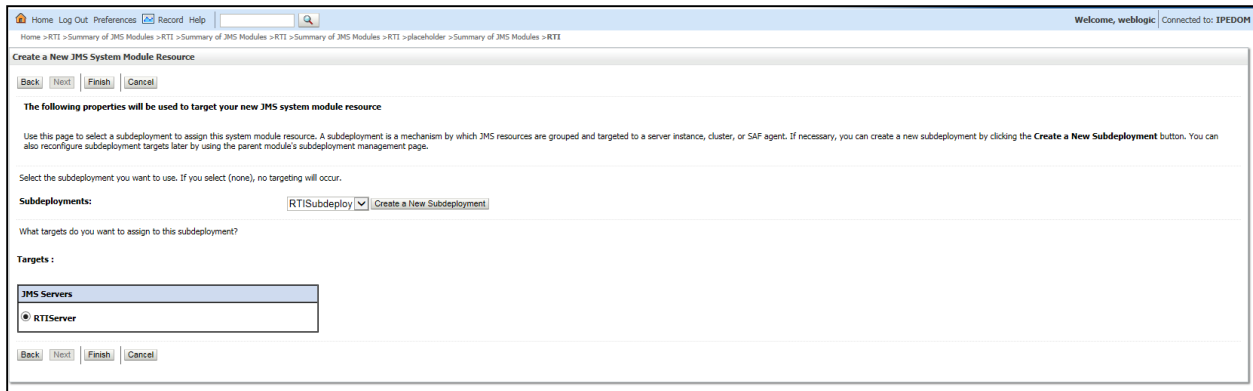 Home Log Out Preferences Record Help
Welcome, weblogic Connected to: IPEDOM
Home >RTI >Summary of JMS Modules >RTI >Summary of JMS Modules >RTI >Summary of JMS Modules >RTI >placeholder >Summary of JMS Modules >RTI
Create a New JMS System Module Resource
Back Next Finish Cancel
The following properties will be used to target your new JMS system module resource
Use this page to select a subdeployment to assign this system module resource. A subdeployment is a mechanism by which JMS resources are grouped and targeted to a server instance, cluster, or SAF agent. If necessary, you can create a new subdeployment by clicking the Create a New Subdeployment button. You can
also reconfigure subdeployment targets later by using the parent module's subdeployment management page.
Select the subdeployment you want to use. If you select (none), no targeting will occur.
Subdeployments: RTISubdeploy Create a New Subdeployment
What targets do you want to assign to this subdeployment?
Targets :
JMS Servers
RTIServer
Back Next Finish Cancel